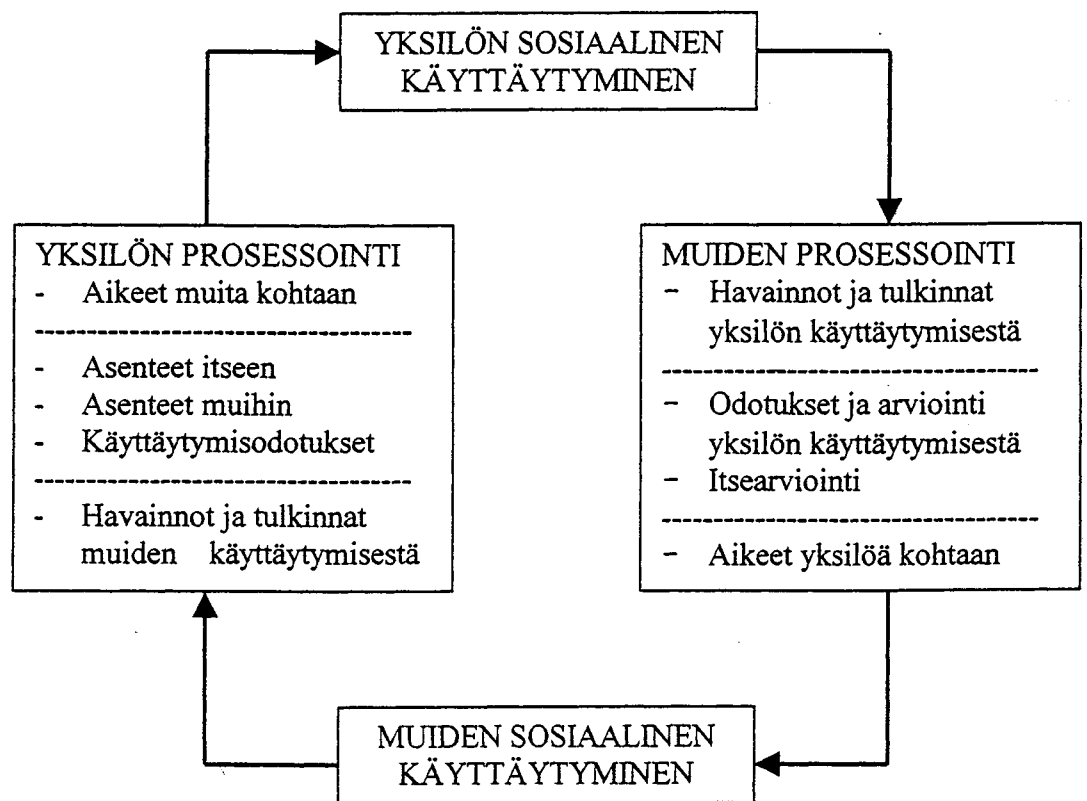 YKSILÖN SOSIAALINEN
KÄYTTÄYTYMINEN
YKSILÖN PROSESSOINTI
- Aikeet muita kohtaan
- Asenteet itseen
- Asenteet muihin
- Käyttäytymisodotukset
- Havainnot ja tulkinnat
muiden käyttäytymisestä
MUIDEN PROSESSOINTI
- Havainnot ja tulkinnat
yksilön käyttäytymisestä
- Odotukset ja arviointi
yksilön käyttäytymisestä
- Itsearviointi
- Aikeet yksilöä kohtaan
MUIDEN SOSIAALINEN
KÄYTTÄYTYMINEN